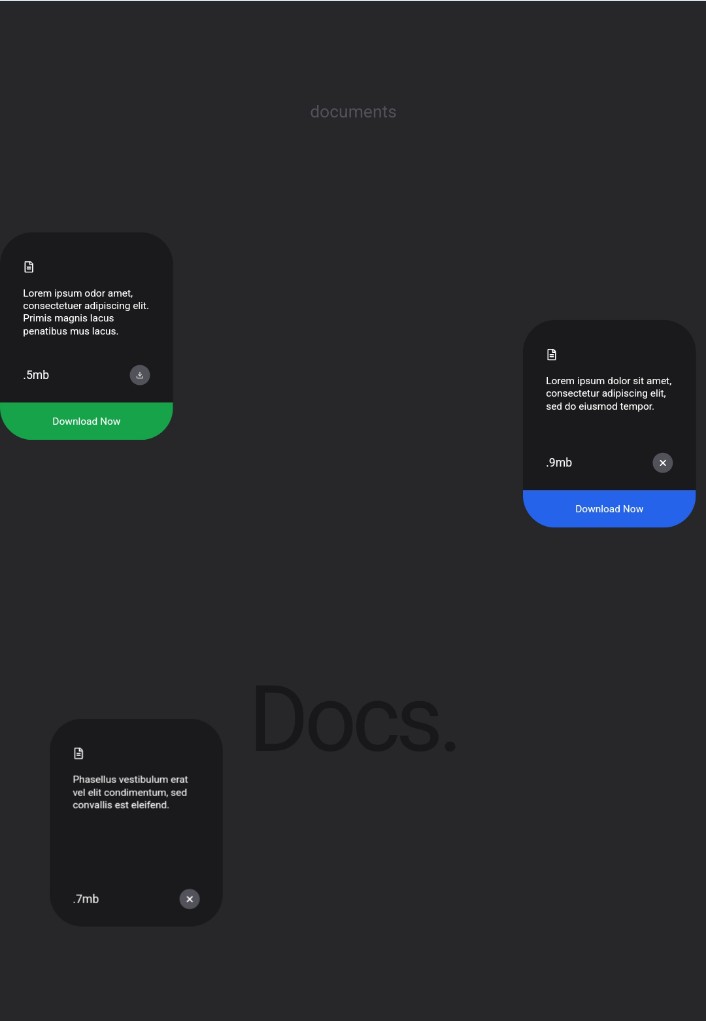 documents
Lorem ipsum odor amet,
consectetuer adipiscing elit.
Primis magnis lacus
penatibus mus lacus.
.5mb
Download Now
Lorem ipsum dolor sit amet,
consectetur adipiscing elit,
sed do eiusmod tempor.
.9mb
Download Now
Docs.
Phasellus vestibulum erat
vel elit condimentum, sed
convallis est eleifend.
.7mb